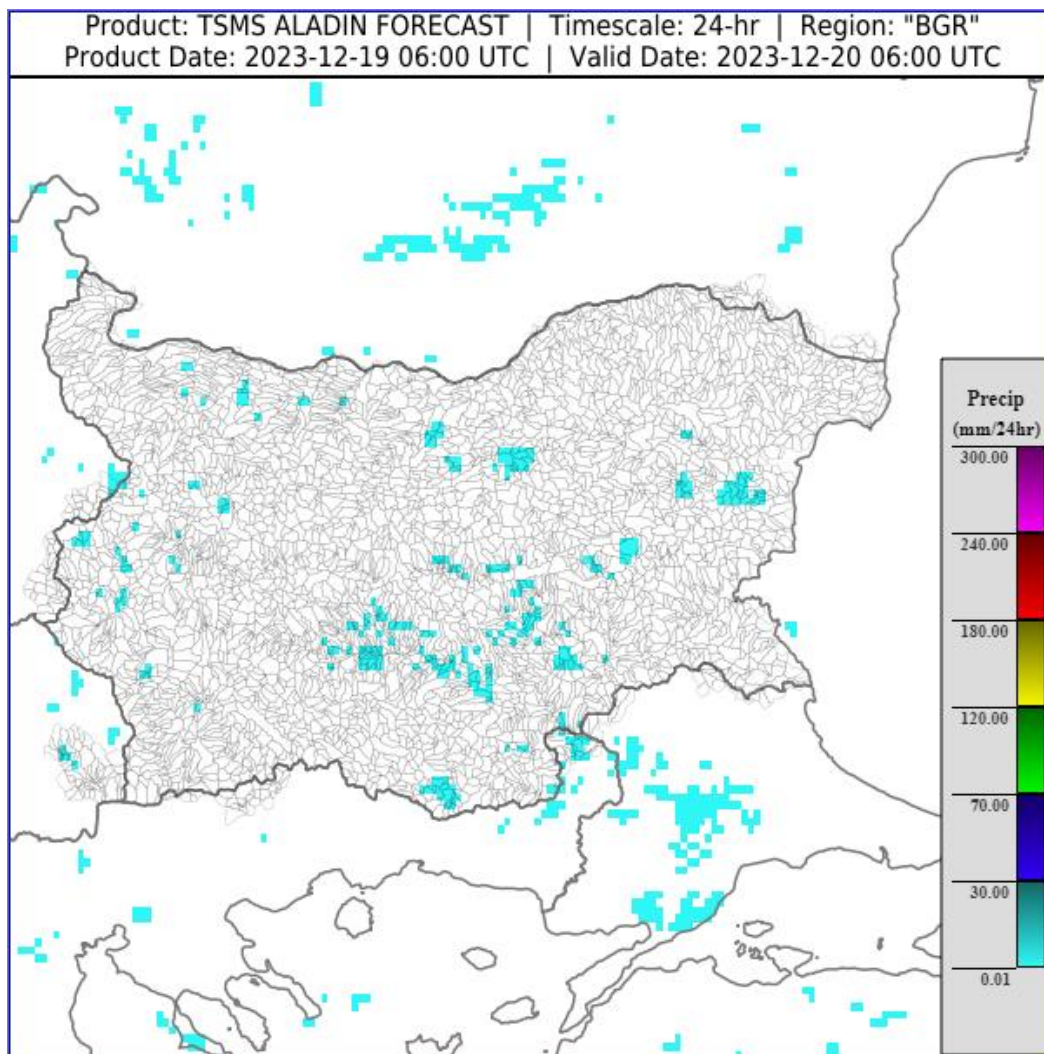 Product: TSMS ALADIN FORECAST | Timescale: 24-hr | Region: "BGR"
Product Date: 2023-12-19 06:00 UTC | Valid Date: 2023-12-20 06:00 UTC
Precip
(mm/24hr)
300.00
240.00
180.00
120.00
70.00
30.00
0.01